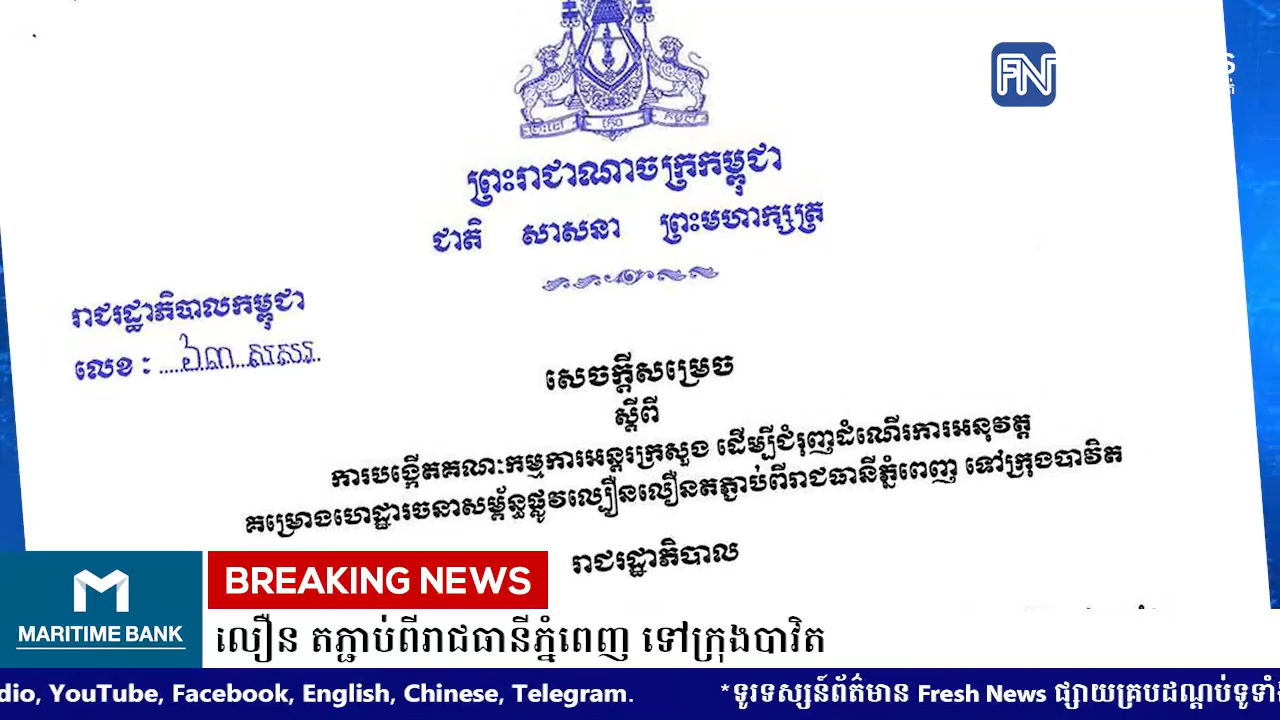 FN
ព្រះរាជាណាចក្រកម្ពុជា
ជាតិ សាសនា ព្រះមហាក្សត្រ
រាជរដ្ឋាភិបាលកម្ពុជា
លេខ : ៦៣ សសរ
សេចក្តីសម្រេច
ស្តីពី
ការបង្កើតគណៈកម្មការអន្តរក្រសួង ដើម្បីជំរុញដំណើរការអនុវត្ត
គម្រោងហេដ្ឋារចនាសម្ព័ន្ធផ្លូវល្បឿនលឿនតភ្ជាប់ពីរាជធានីភ្នំពេញ ទៅក្រុងបាវិត
រាជរដ្ឋាភិបាល
BREAKING NEWS
MARITIME BANK
លឿន តភ្ជាប់ពីរាជធានីភ្នំពេញ ទៅក្រុងបាវិត
dio, YouTube, Facebook, English, Chinese, Telegram. *ទូរទស្សន៍ព័ត៌មាន Fresh News ផ្សាយគ្របដណ្តប់ទូទាំ